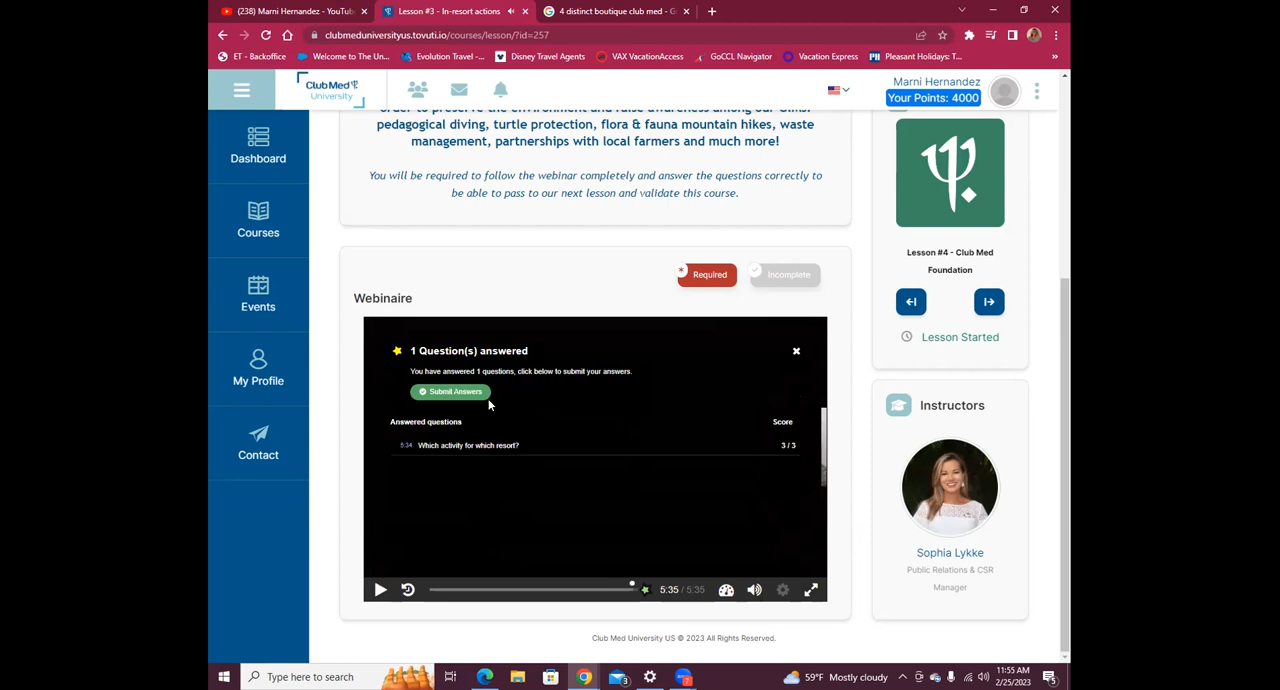 (238) Marni Hernandez - YouTub
Lesson #3 - In-resort actions
4 distinct boutique club med - G
clubmeduniversityus.tovuti.io/courses/lesson/?id=257
ET - Backoffice
Welcome to The Un...
Evolution Travel -...
Disney Travel Agents
VAX VacationAccess
GoCCL Navigator
Vacation Express
Pleasant Holidays: T...
Club Med
University
Marni Hernandez
Your Points: 4000
pedagogical diving, turtle protection, flora & fauna mountain hikes, waste
management, partnerships with local farmers and much more!
You will be required to follow the webinar completely and answer the questions correctly to
be able to pass to our next lesson and validate this course.
Dashboard
Courses
Events
My Profile
Contact
Required
Incomplete
Webinaire
1 Question(s) answered
You have answered 1 questions, click below to submit your answers.
Submit Answers
Answered questions
Score
5:34 Which activity for which resort?
3 / 3
5:35 / 5:35
Lesson #4 - Club Med
Foundation
Lesson Started
Instructors
Sophia Lykke
Public Relations & CSR
Manager
Club Med University US © 2023 All Rights Reserved.
Type here to search
59°F Mostly cloudy
11:55 AM
2/25/2023